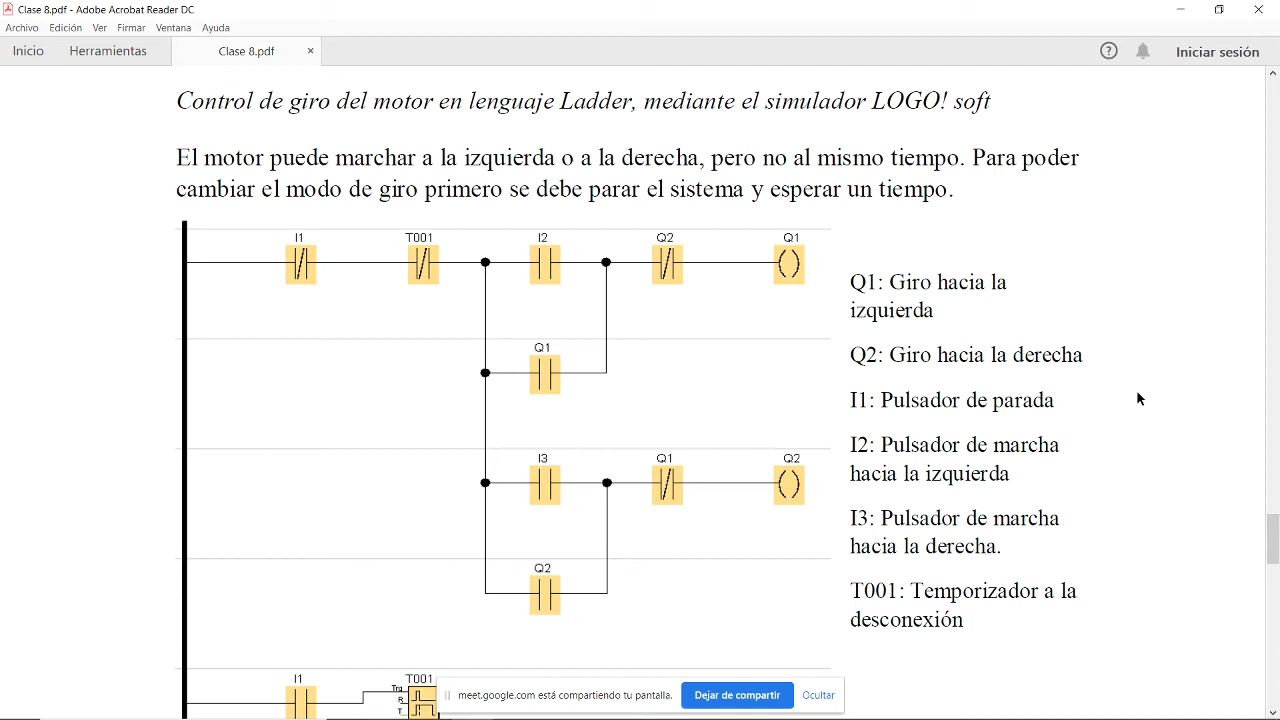 Clase 8.pdf - Adobe Acrobat Reader DC
Archivo Edición Ver Firmar Ventana Ayuda
Inicio Herramientas Clase 8.pdf × ? Iniciar sesión
Control de giro del motor en lenguaje Ladder, mediante el simulador LOGO! soft
El motor puede marchar a la izquierda o a la derecha, pero no al mismo tiempo. Para poder
cambiar el modo de giro primero se debe parar el sistema y esperar un tiempo.
I1 T001 I2 Q2 Q1
Q1
I3 Q1 Q2
Q2
I1 T001
Trg
R
T
Q1: Giro hacia la
izquierda
Q2: Giro hacia la derecha
I1: Pulsador de parada
I2: Pulsador de marcha
hacia la izquierda
I3: Pulsador de marcha
hacia la derecha.
T001: Temporizador a la
desconexión
meet.google.com está compartiendo tu pantalla. Dejar de compartir Ocultar